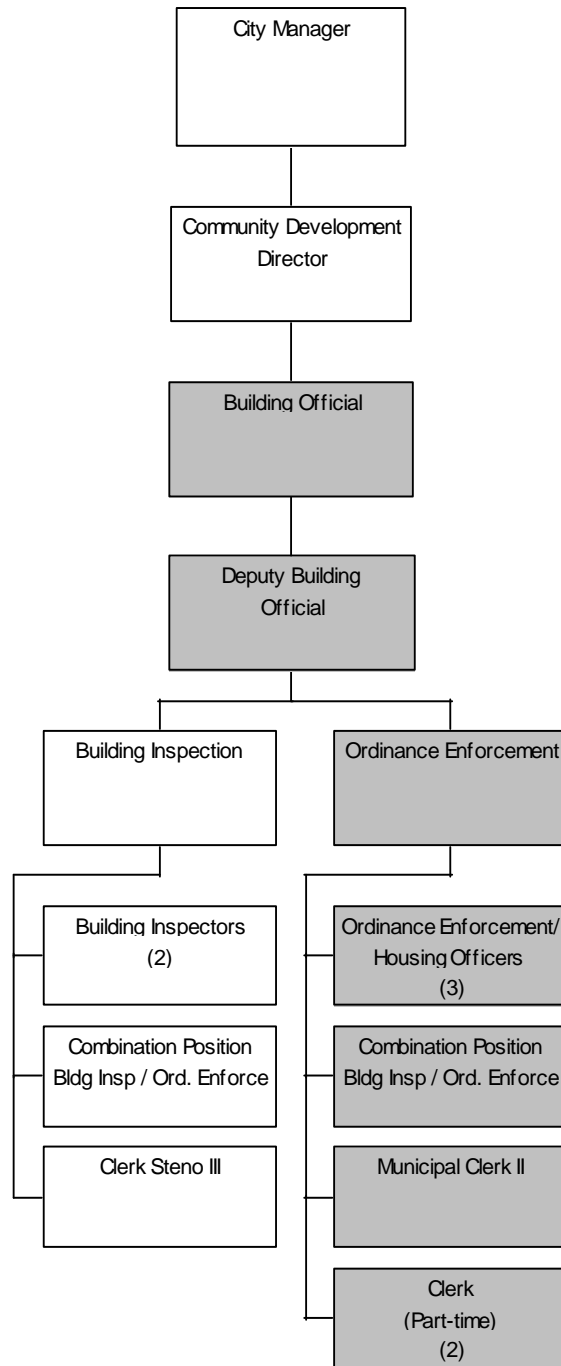 City Manager
Community Development
Director
Building Official
Deputy Building
Official
Building Inspection
Ordinance Enforcement
Building Inspectors
(2)
Combination Position
Bldg Insp / Ord. Enforce
Clerk Steno III
Ordinance Enforcement/
Housing Officers
(3)
Combination Position
Bldg Insp / Ord. Enforce
Municipal Clerk II
Clerk
(Part-time)
(2)